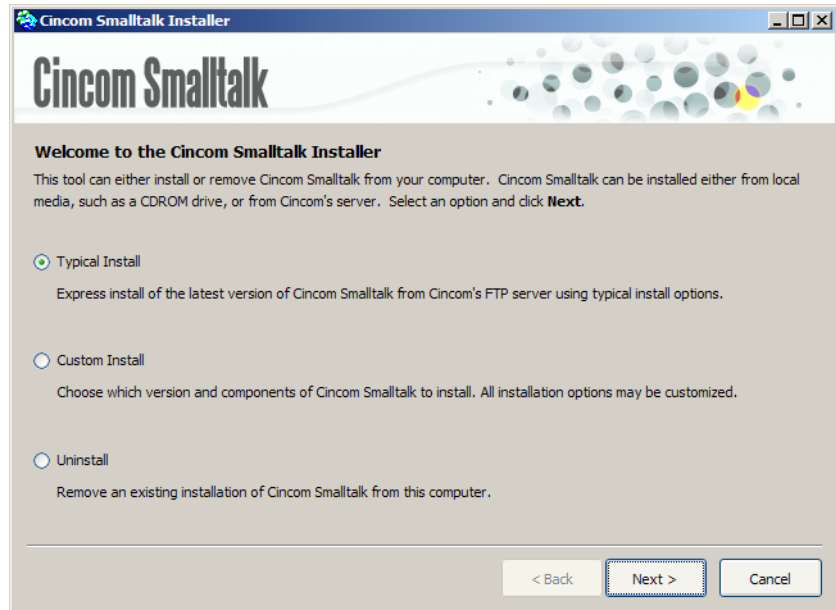 Cincom Smalltalk Installer
Cincom Smalltalk
Welcome to the Cincom Smalltalk Installer
This tool can either install or remove Cincom Smalltalk from your computer. Cincom Smalltalk can be installed either from local
media, such as a CDROM drive, or from Cincom's server. Select an option and click Next.
Typical Install
Express install of the latest version of Cincom Smalltalk from Cincom's FTP server using typical install options.
Custom Install
Choose which version and components of Cincom Smalltalk to install. All installation options may be customized.
Uninstall
Remove an existing installation of Cincom Smalltalk from this computer.
< Back Next > Cancel